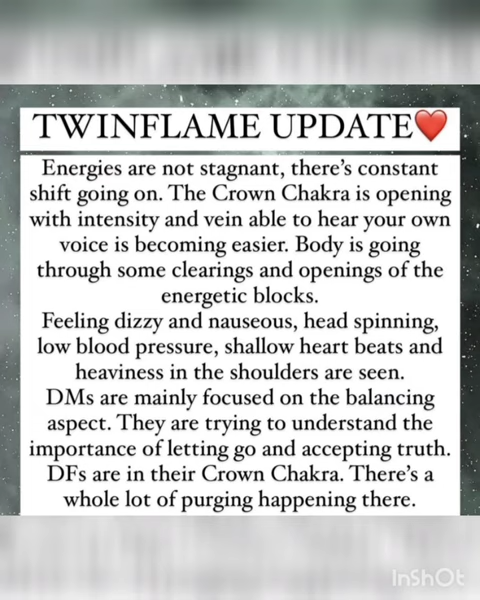 TWINFLAME UPDATE❤️
Energies are not stagnant, there's constant
shift going on. The Crown Chakra is opening
with intensity and vein able to hear your own
voice is becoming easier. Body is going
through some clearings and openings of the
energetic blocks.
Feeling dizzy and nauseous, head spinning,
low blood pressure, shallow heart beats and
heaviness in the shoulders are seen.
DMs are mainly focused on the balancing
aspect. They are trying to understand the
importance of letting go and accepting truth.
DFs are in their Crown Chakra. There's a
whole lot of purging happening there.
InShOt